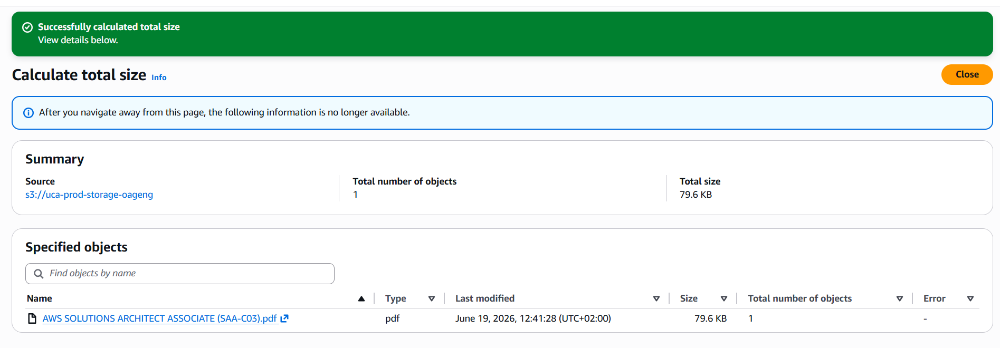 Successfully calculated total size
View details below.
Calculate total size Info
Close
After you navigate away from this page, the following information is no longer available.
Summary
Source
s3://uca-prod-storage-oageng
Total number of objects
1
Total size
79.6 KB
Specified objects
Find objects by name
Name Type Last modified Size Total number of objects Error
AWS SOLUTIONS ARCHITECT ASSOCIATE (SAA-C03).pdf pdf June 19, 2026, 12:41:28 (UTC+02:00) 79.6 KB 1 -